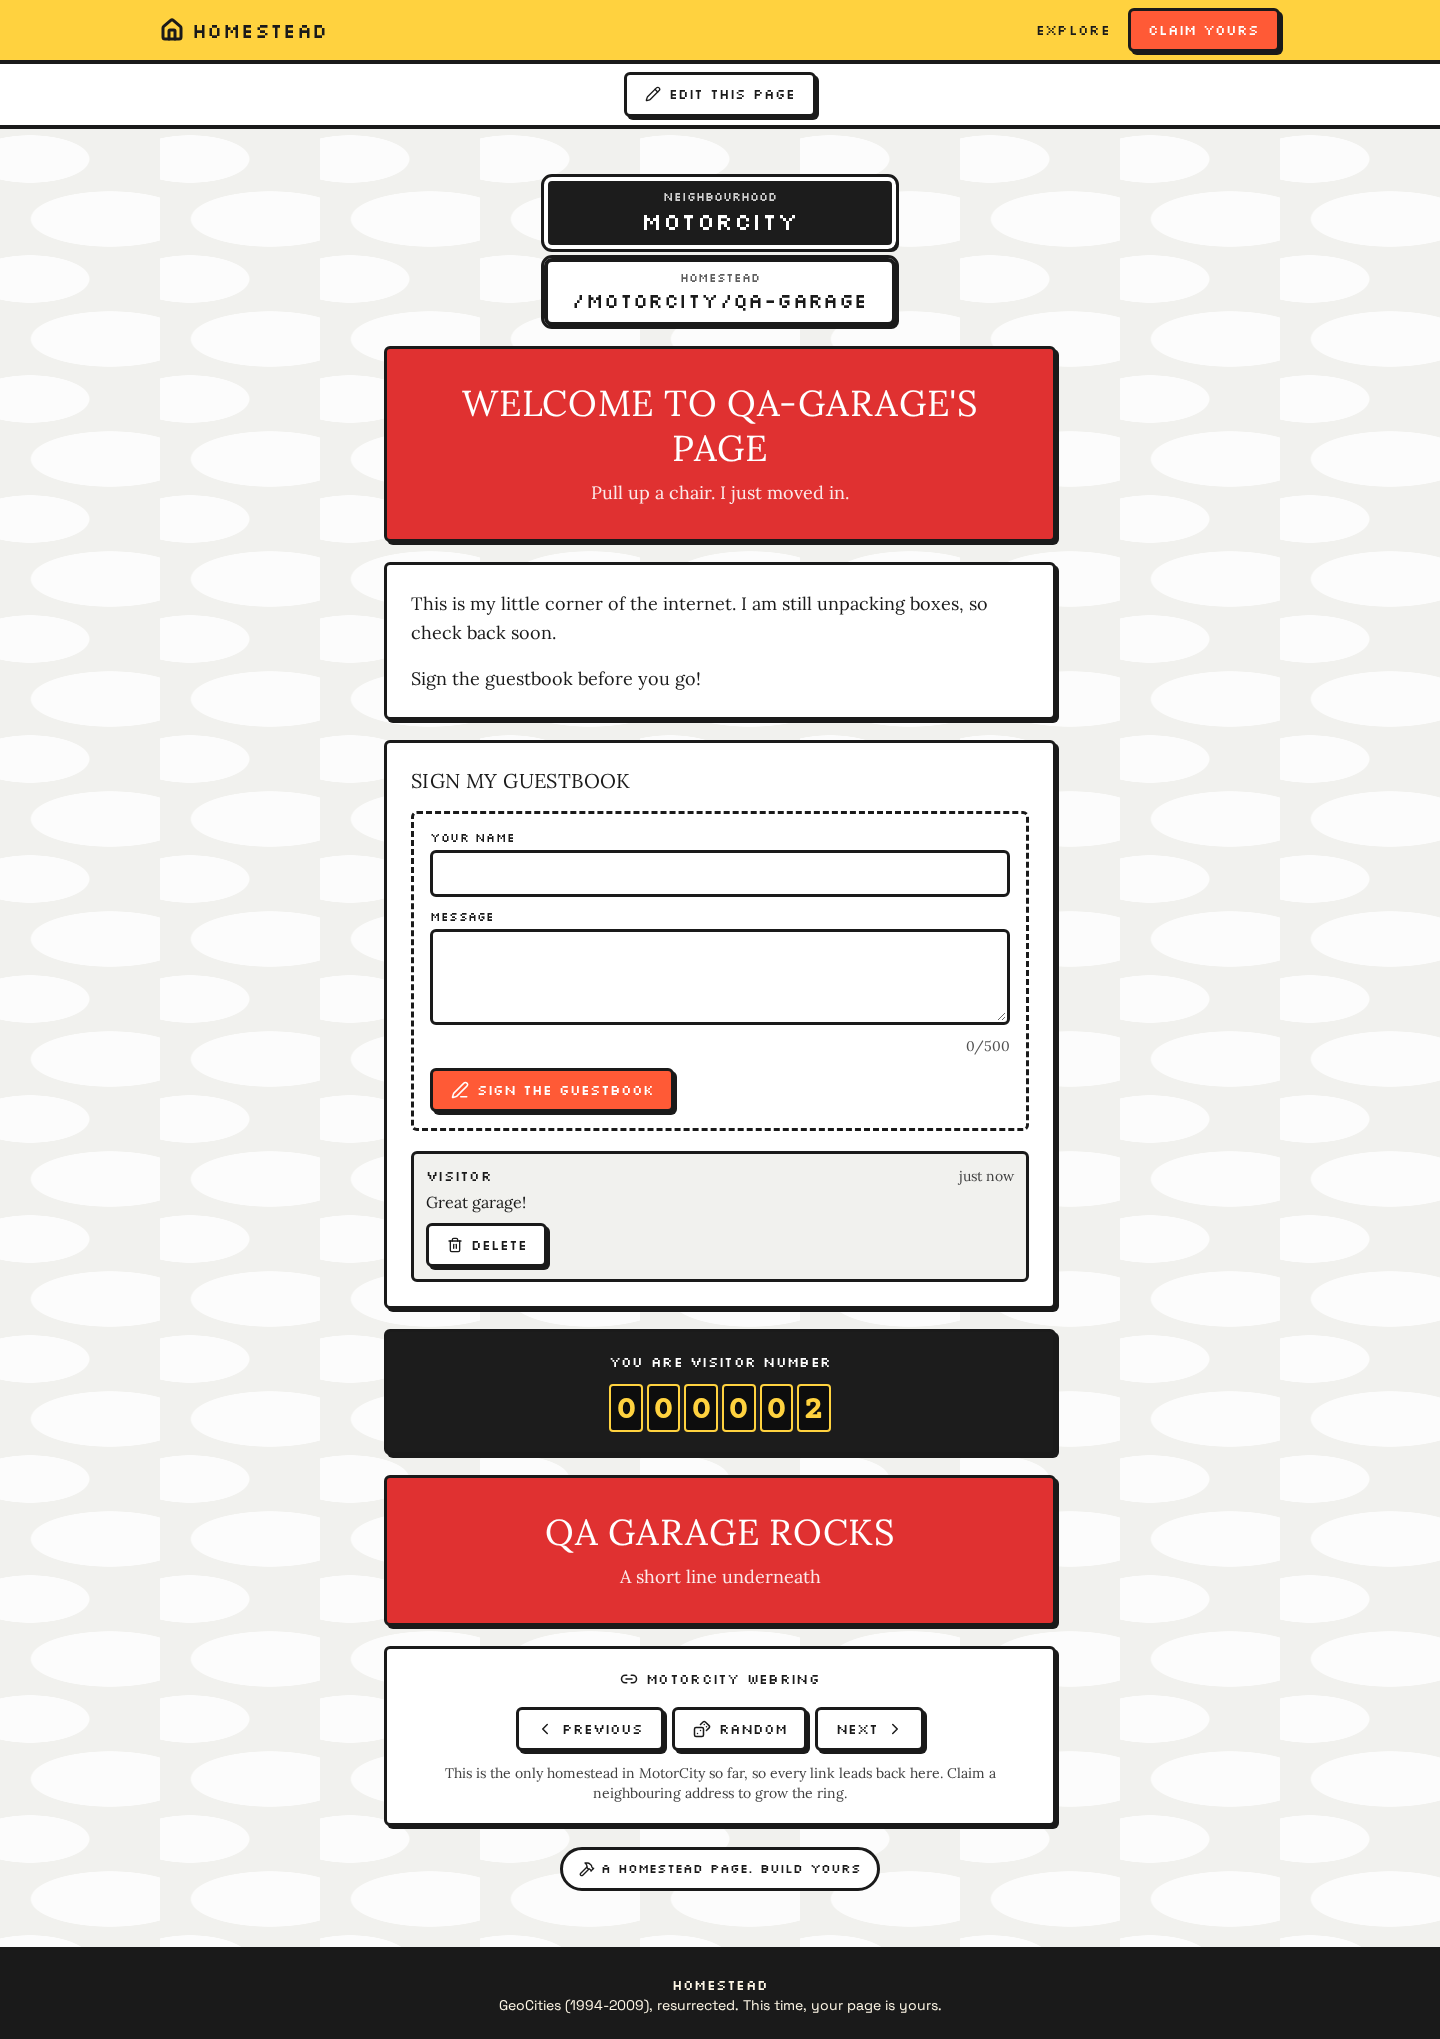 HOMESTEAD
EXPLORE
CLAIM YOURS
EDIT THIS PAGE
NEIGHBOURHOOD
MOTORCITY
HOMESTEAD
/MOTORCITY/QA-GARAGE
WELCOME TO QA-GARAGE'S
PAGE
Pull up a chair. I just moved in.
This is my little corner of the internet. I am still unpacking boxes, so
check back soon.
Sign the guestbook before you go!
SIGN MY GUESTBOOK
YOUR NAME
MESSAGE
0/500
SIGN THE GUESTBOOK
VISITOR
just now
Great garage!
DELETE
YOU ARE VISITOR NUMBER
000002
QA GARAGE ROCKS
A short line underneath
MOTORCITY WEBRING
PREVIOUS
RANDOM
NEXT
This is the only homestead in MotorCity so far, so every link leads back here. Claim a
neighbouring address to grow the ring.
A HOMESTEAD PAGE. BUILD YOURS
HOMESTEAD
GeoCities (1994-2009), resurrected. This time, your page is yours.